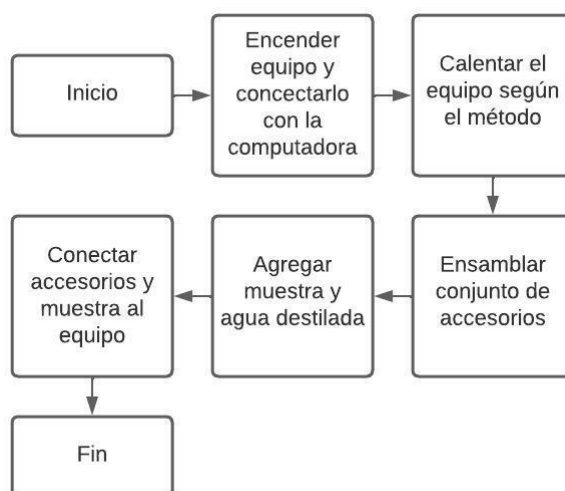 Inicio
Encender
equipo y
concectarlo
con la
computadora
Calentar el
equipo según
el método
Ensamblar
conjunto de
accesorios
Agregar
muestra y
agua destilada
Conectar
accesorios y
muestra al
equipo
Fin